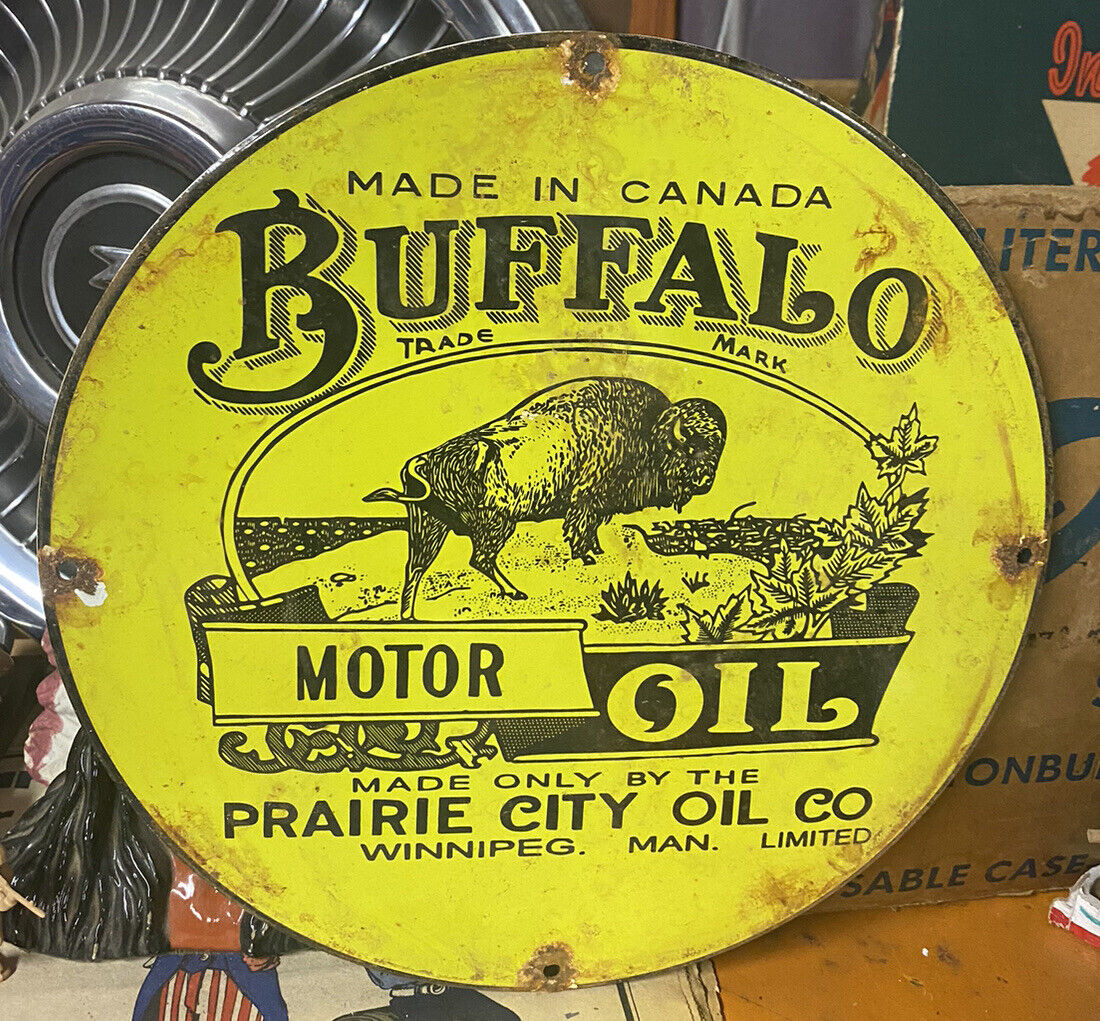 MADE IN CANADA
BUFFALO
TRADE MARK
MOTOR OIL
MADE ONLY BY THE
PRAIRIE CITY OIL CO
WINNIPEG. MAN. LIMITED
In
LITER
ONBU
SABLE CASE